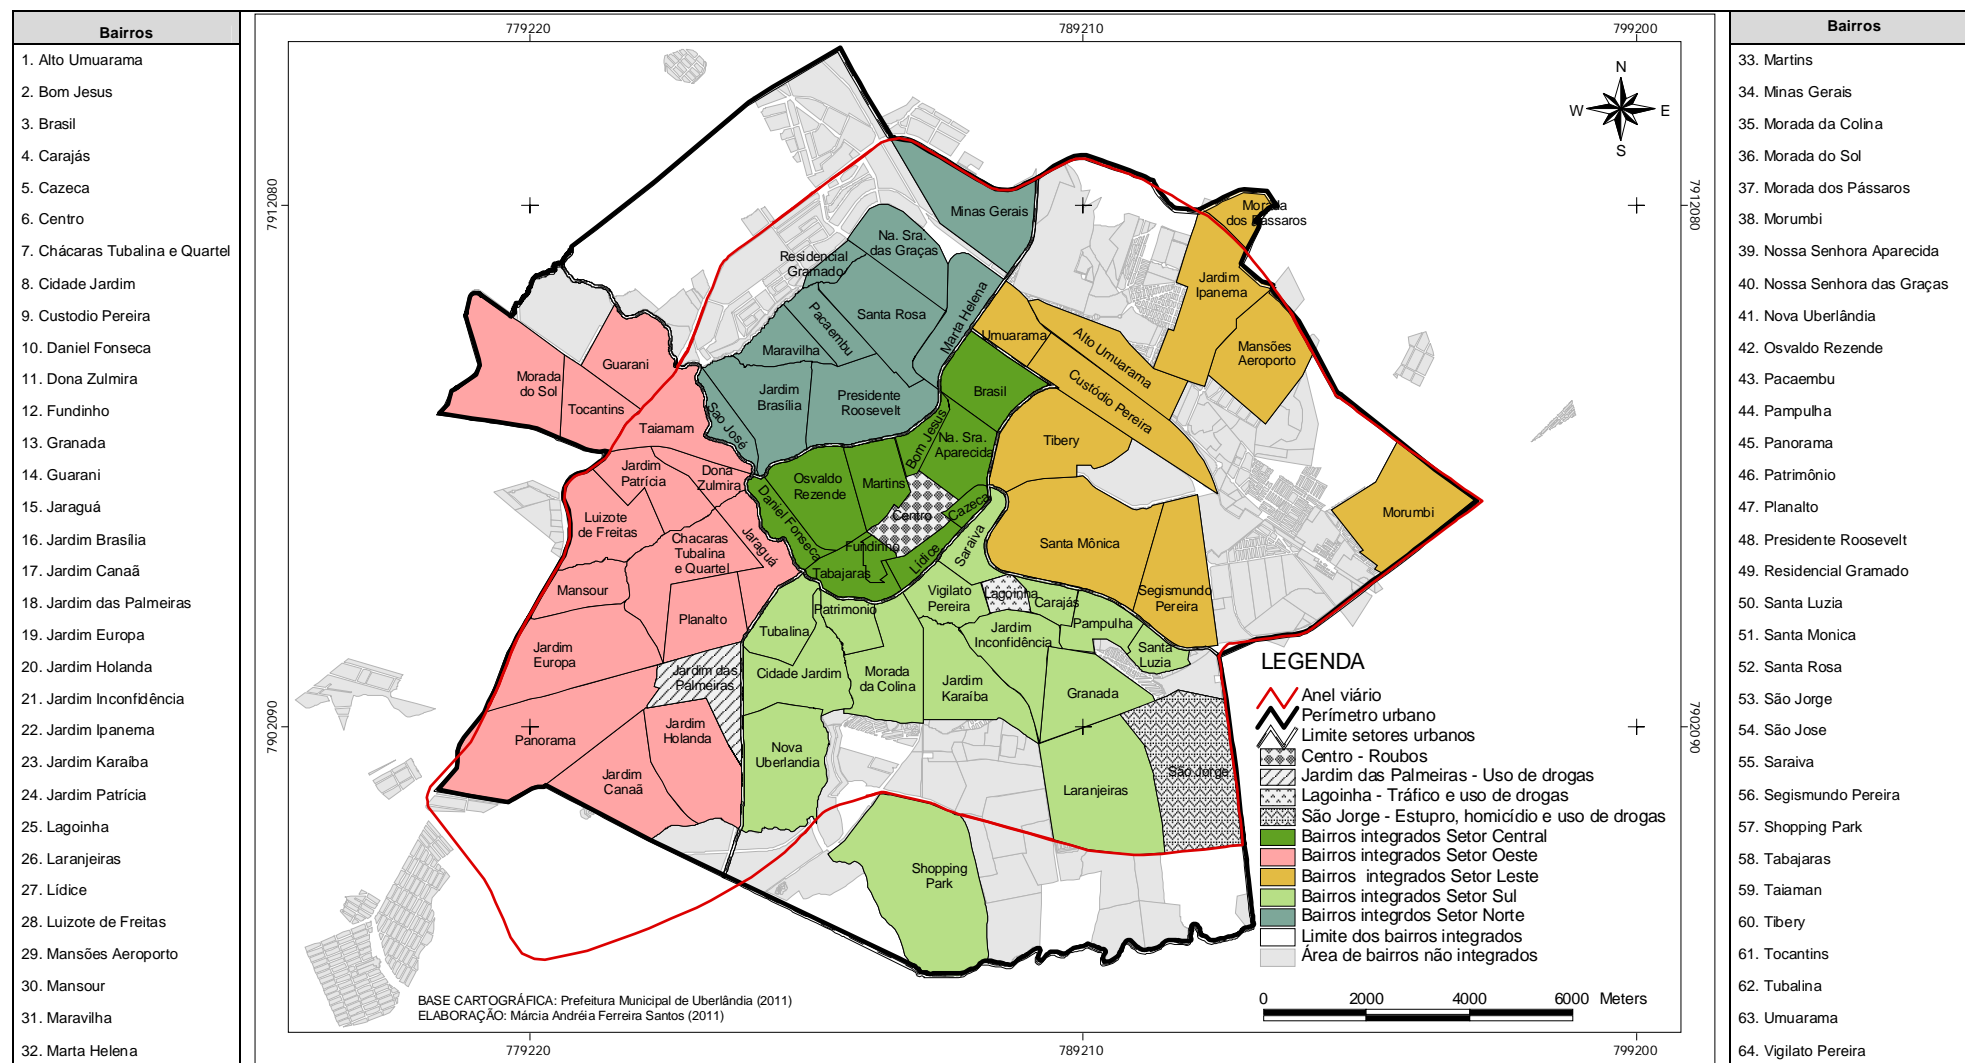 Bairros
1. Alto Umuarama
2. Bom Jesus
3. Brasil
4. Carajás
5. Cazeca
6. Centro
7. Chácaras Tubalina e Quartel
8. Cidade Jardim
9. Custodio Pereira
10. Daniel Fonseca
11. Dona Zulmira
12. Fundinho
13. Granada
14. Guarani
15. Jaraguá
16. Jardim Brasília
17. Jardim Canaã
18. Jardim das Palmeiras
19. Jardim Europa
20. Jardim Holanda
21. Jardim Inconfidência
22. Jardim Ipanema
23. Jardim Karaíba
24. Jardim Patrícia
25. Lagoinha
26. Laranjeiras
27. Lídice
28. Luizote de Freitas
29. Mansões Aeroporto
30. Mansour
31. Maravilha
32. Marta Helena
779220
789210
799200
7912080
7912080
7902090
7902090
779220
789210
799200
N
W
E
S
Minas Gerais
Morada
dos Pássaros
Na. Sra.
das Graças
Residencial
Gramado
Jardim
Ipanema
Pacaembu
Santa Rosa
Marta Helena
Umuarama
Alto Umuarama
Mansões
Aeroporto
Maravilha
Guarani
Morada
do Sol
Tocantins
Jardim
Brasília
Presidente
Roosevelt
Brasil
Custódio Pereira
Sao José
Taiamam
Bom Jesus
Na. Sra.
Aparecida
Tibery
Jardim
Patrícia
Dona
Zulmira
Osvaldo
Rezende
Martins
Daniel Fonseca
Centro
Cazeca
Morumbi
Luizote
de Freitas
Chacaras
Tubalina
e Quartel
Jaraguá
Fundinho
Lídice
Saraiva
Santa Mônica
Tabajaras
Mansour
Planalto
Patrimonio
Vigilato
Pereira
Lagoinha
Carajás
Segismundo
Pereira
Tubalina
Jardim
Inconfidência
Pampulha
Santa
Luzia
Jardim
Europa
Jardim das
Palmeiras
Cidade Jardim
Morada
da Colina
Jardim
Karaíba
Granada
Panorama
Jardim
Holanda
Nova
Uberlandia
Jardim
Canaã
Laranjeiras
São Jorge
Shopping
Park
LEGENDA
Anel viário
Perímetro urbano
Limite setores urbanos
Centro - Roubos
Jardim das Palmeiras - Uso de drogas
Lagoinha - Tráfico e uso de drogas
São Jorge - Estupro, homicídio e uso de drogas
Bairros integrados Setor Central
Bairros integrados Setor Oeste
Bairros  integrados Setor Leste
Bairros integrados Setor Sul
Bairros integrdos Setor Norte
Limite dos bairros integrados
Área de bairros não integrados
0 2000 4000 6000 Meters
BASE CARTOGRÁFICA: Prefeitura Municipal de Uberlândia (2011)
ELABORAÇÃO: Márcia Andréia Ferreira Santos (2011)
Bairros
33. Martins
34. Minas Gerais
35. Morada da Colina
36. Morada do Sol
37. Morada dos Pássaros
38. Morumbi
39. Nossa Senhora Aparecida
40. Nossa Senhora das Graças
41. Nova Uberlândia
42. Osvaldo Rezende
43. Pacaembu
44. Pampulha
45. Panorama
46. Patrimônio
47. Planalto
48. Presidente Roosevelt
49. Residencial Gramado
50. Santa Luzia
51. Santa Monica
52. Santa Rosa
53. São Jorge
54. São Jose
55. Saraiva
56. Segismundo Pereira
57. Shopping Park
58. Tabajaras
59. Taiaman
60. Tibery
61. Tocantins
62. Tubalina
63. Umuarama
64. Vigilato Pereira